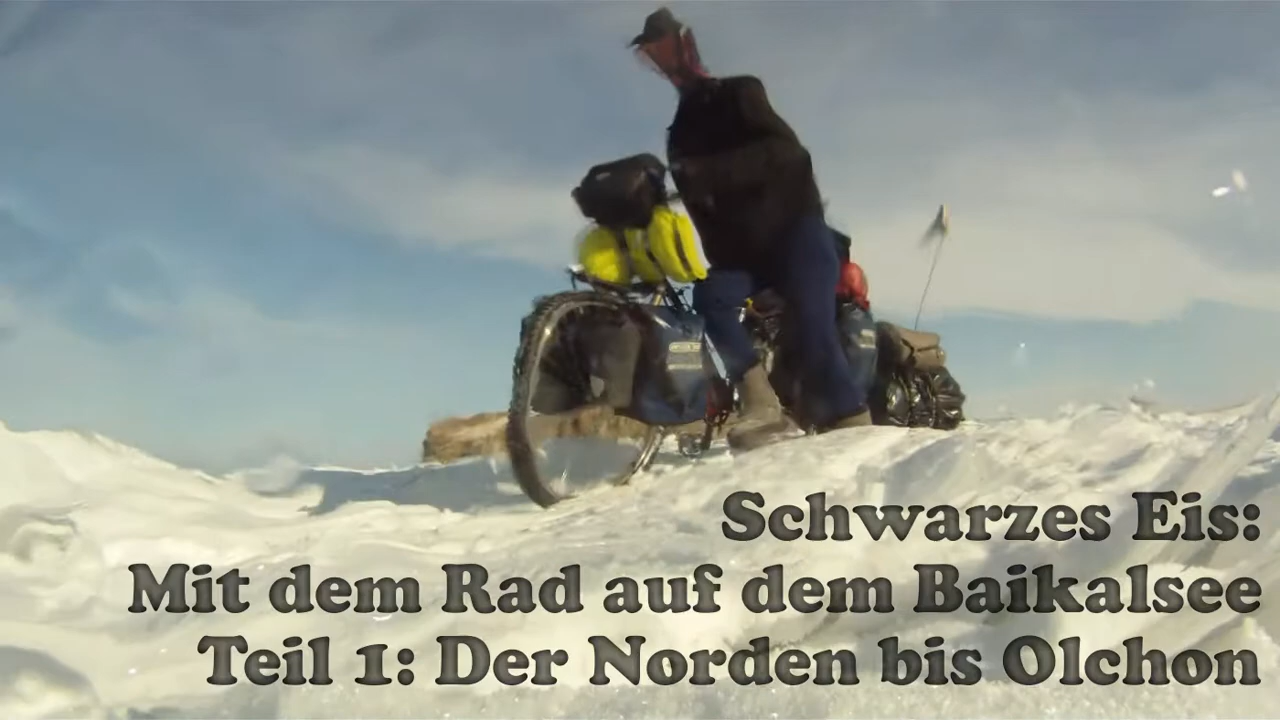 Schwarzes Eis:
Mit dem Rad auf dem Baikalsee
Teil 1: Der Norden bis Olchon